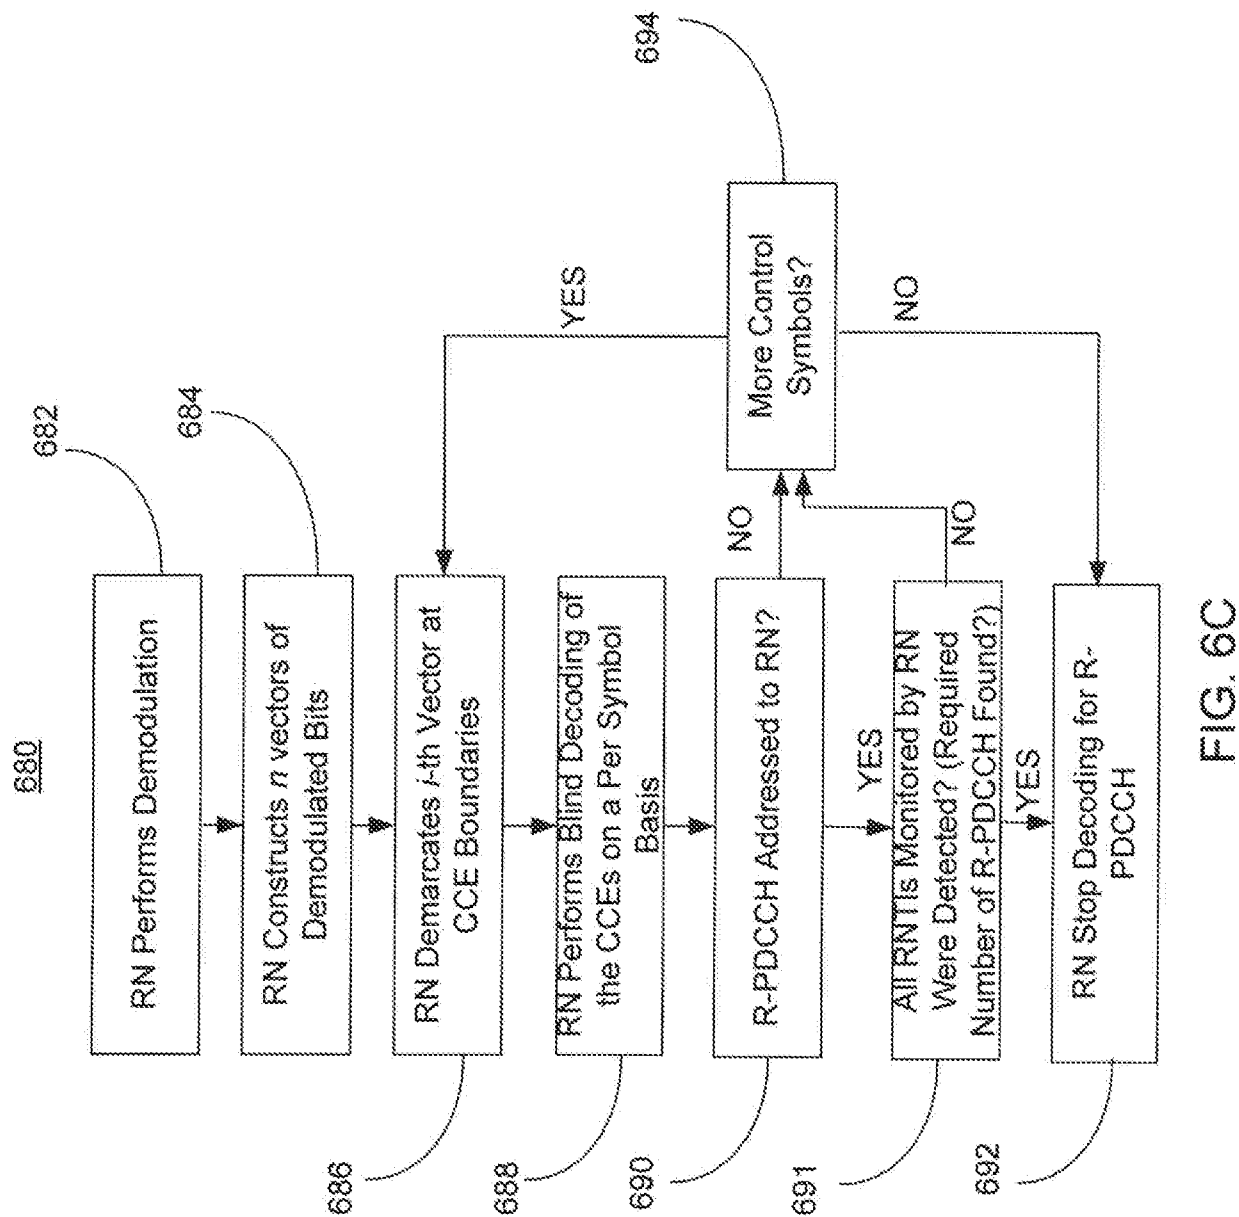 680
682
RN Performs Demodulation
684
RN Constructs n vectors of
Demodulated Bits
686
RN Demarcates i-th Vector at
CCE Boundaries
688
RN Performs Blind Decoding of
the CCEs on a Per Symbol
Basis
690
R-PDCCH Addressed to RN?
NO
YES
691
All RNTIs Monitored by RN
Were Detected? (Required
Number of R-PDCCH Found?)
NO
YES
692
RN Stop Decoding for R-
PDCCH
694
More Control
Symbols?
YES
NO
FIG. 6C